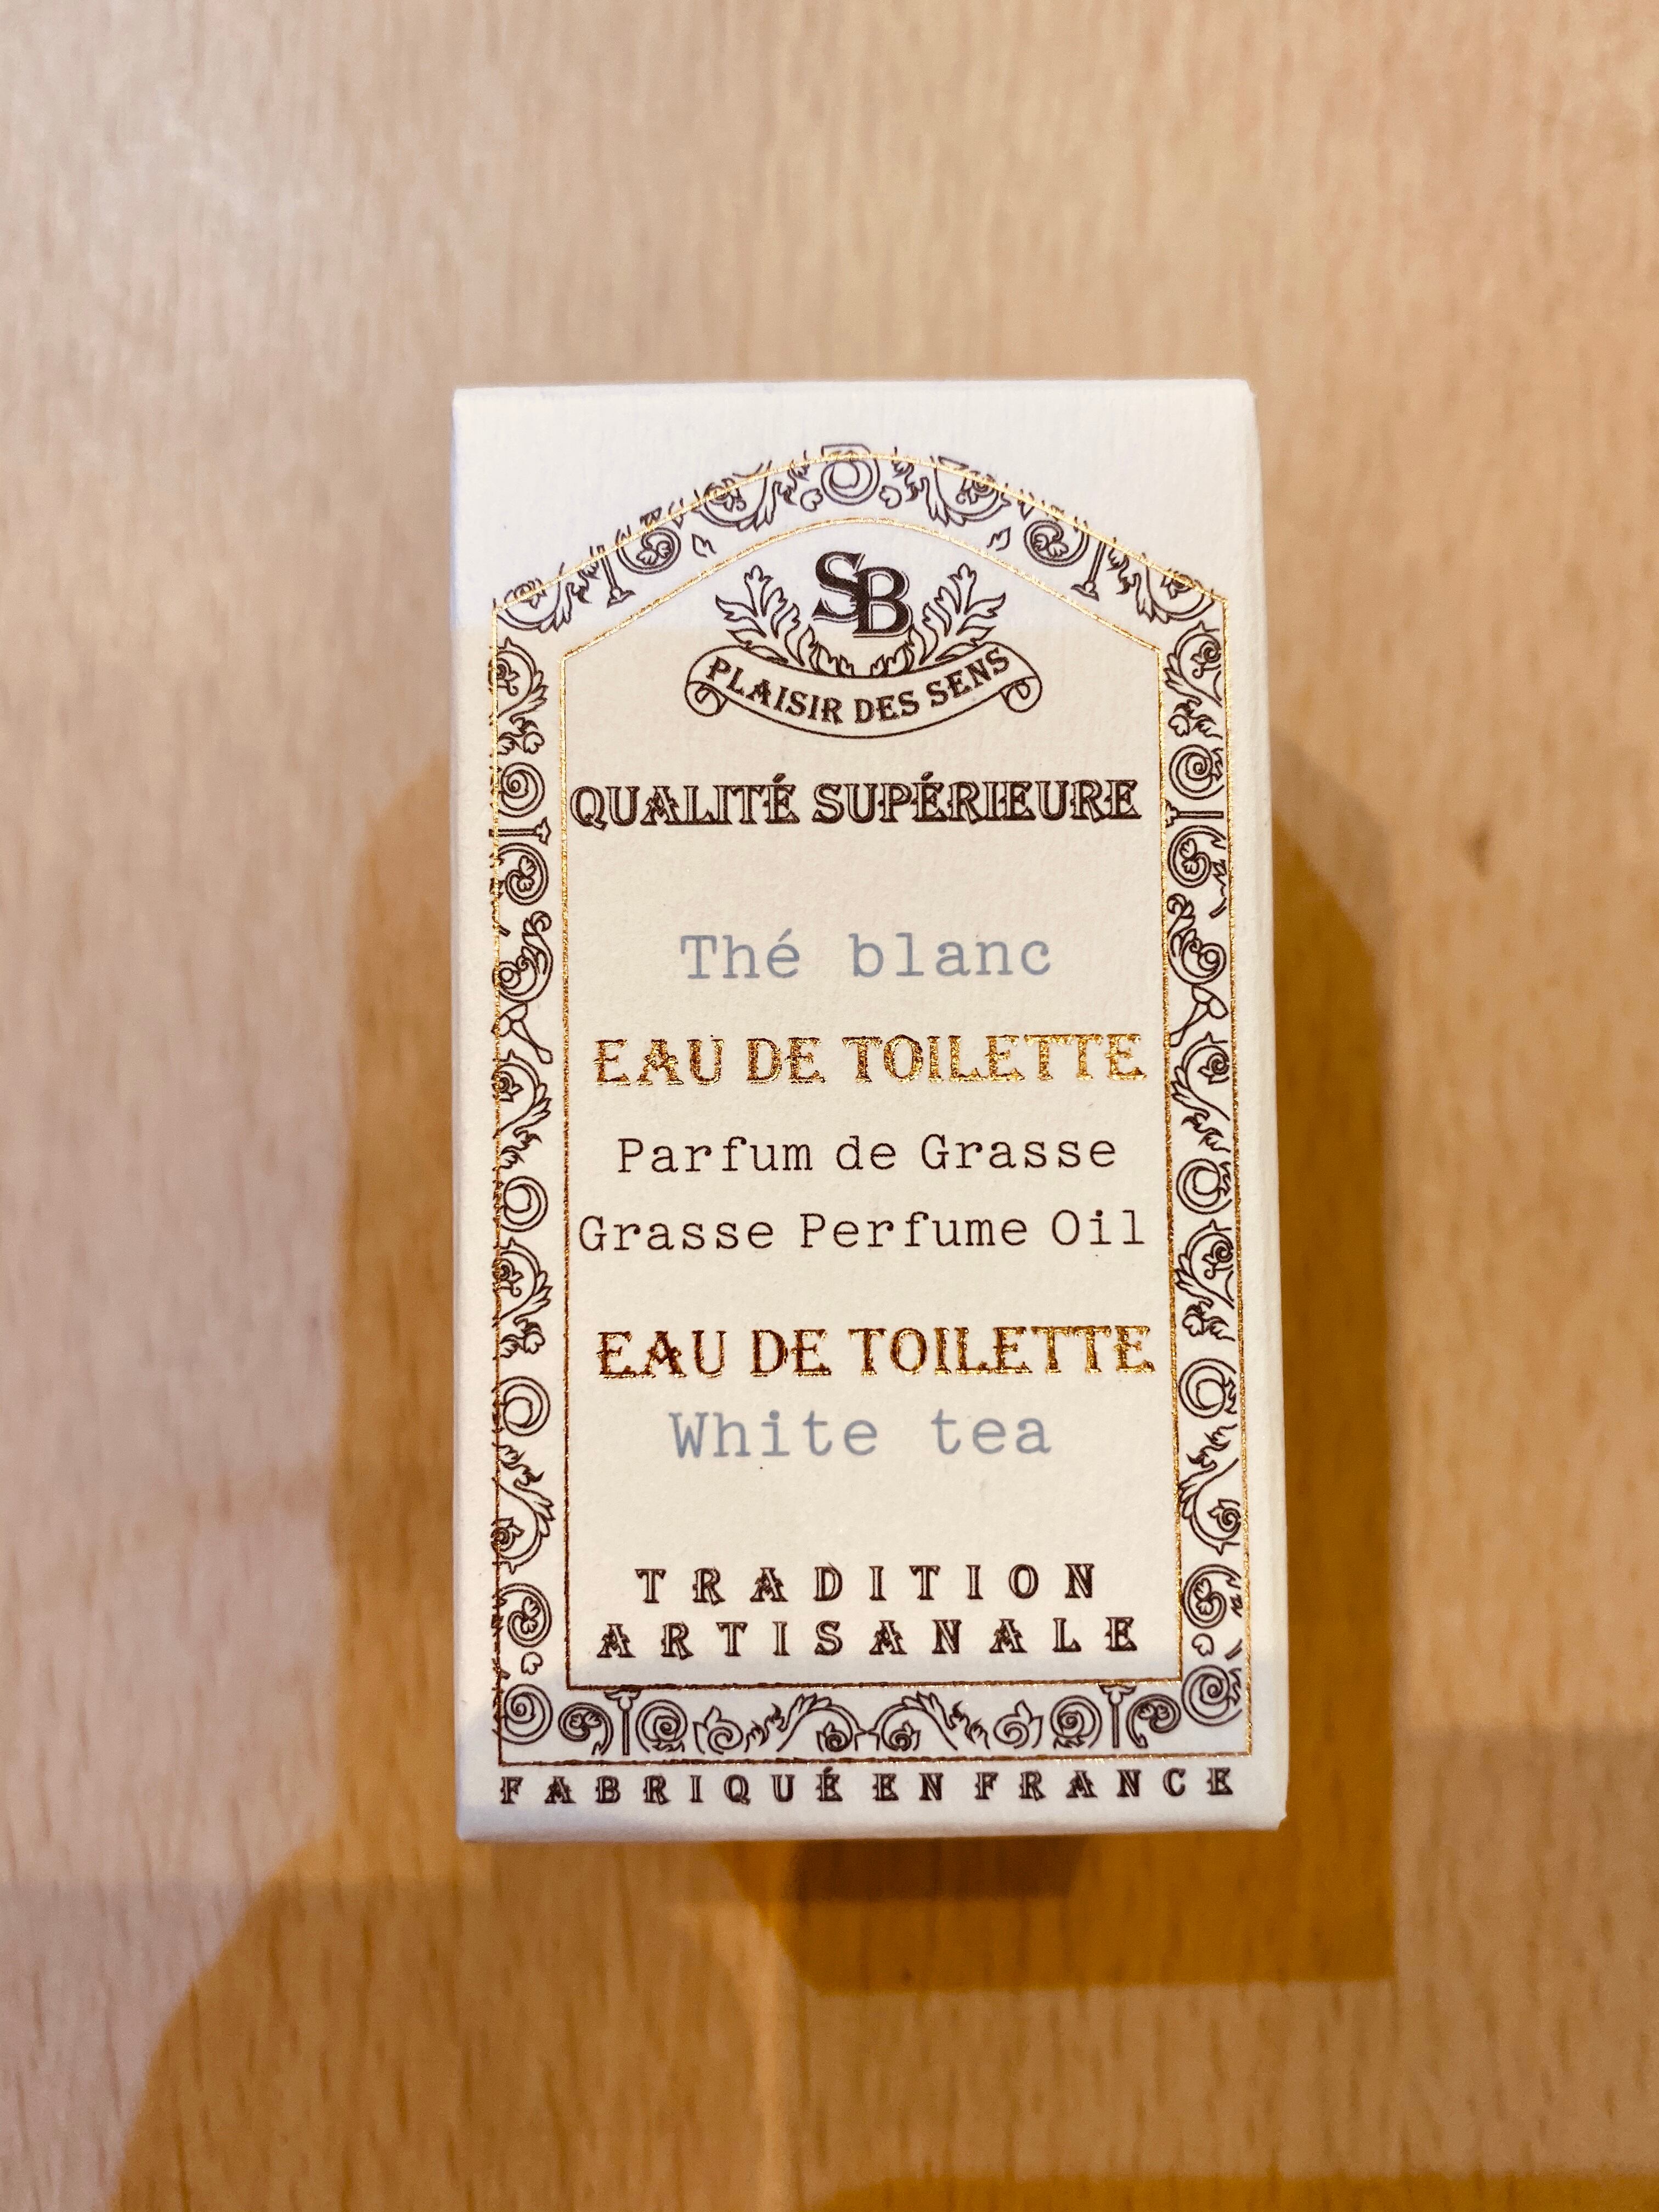 SB
PLAISIR DES SENS
QUALITÉ SUPÉRIEURE
Thé blanc
EAU DE TOILETTE
Parfum de Grasse
Grasse Perfume Oil
EAU DE TOILETTE
White tea
TRADITION
ARTISANALE
FABRIQUÉ EN FRANCE